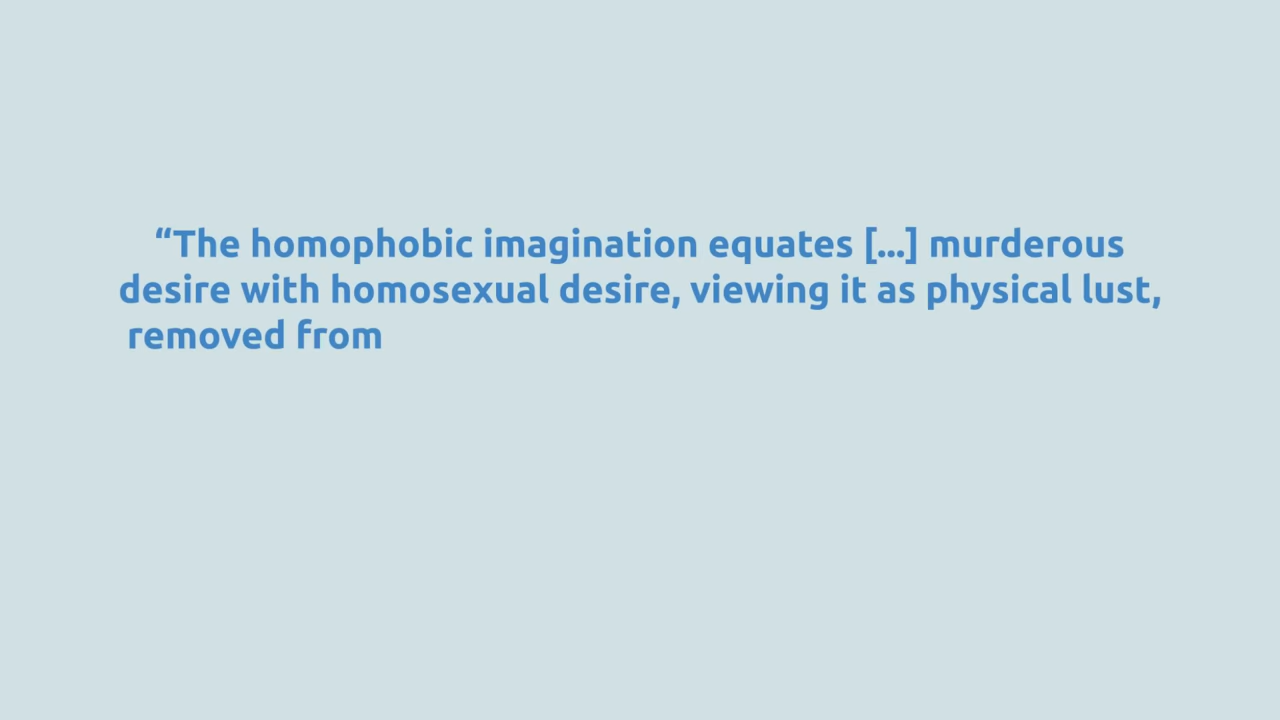 “The homophobic imagination equates [...] murderous
desire with homosexual desire, viewing it as physical lust,
removed from